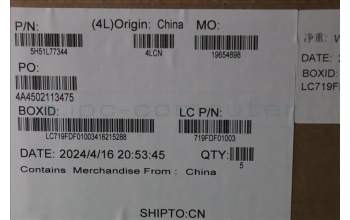 P/N: (4L)Origin: China MO:
5H51L77344 4LCN 19654898
PO:
4A4502113475
BOXID: LC P/N:
LC719FDF01003416215288 719FDF01003
DATE: 2024/4/16 20:53:45 QTY:
5
Contains Merchandise From : China
SHIPTO:CN
净重:
DATE:
BOXID:
LC719FDF